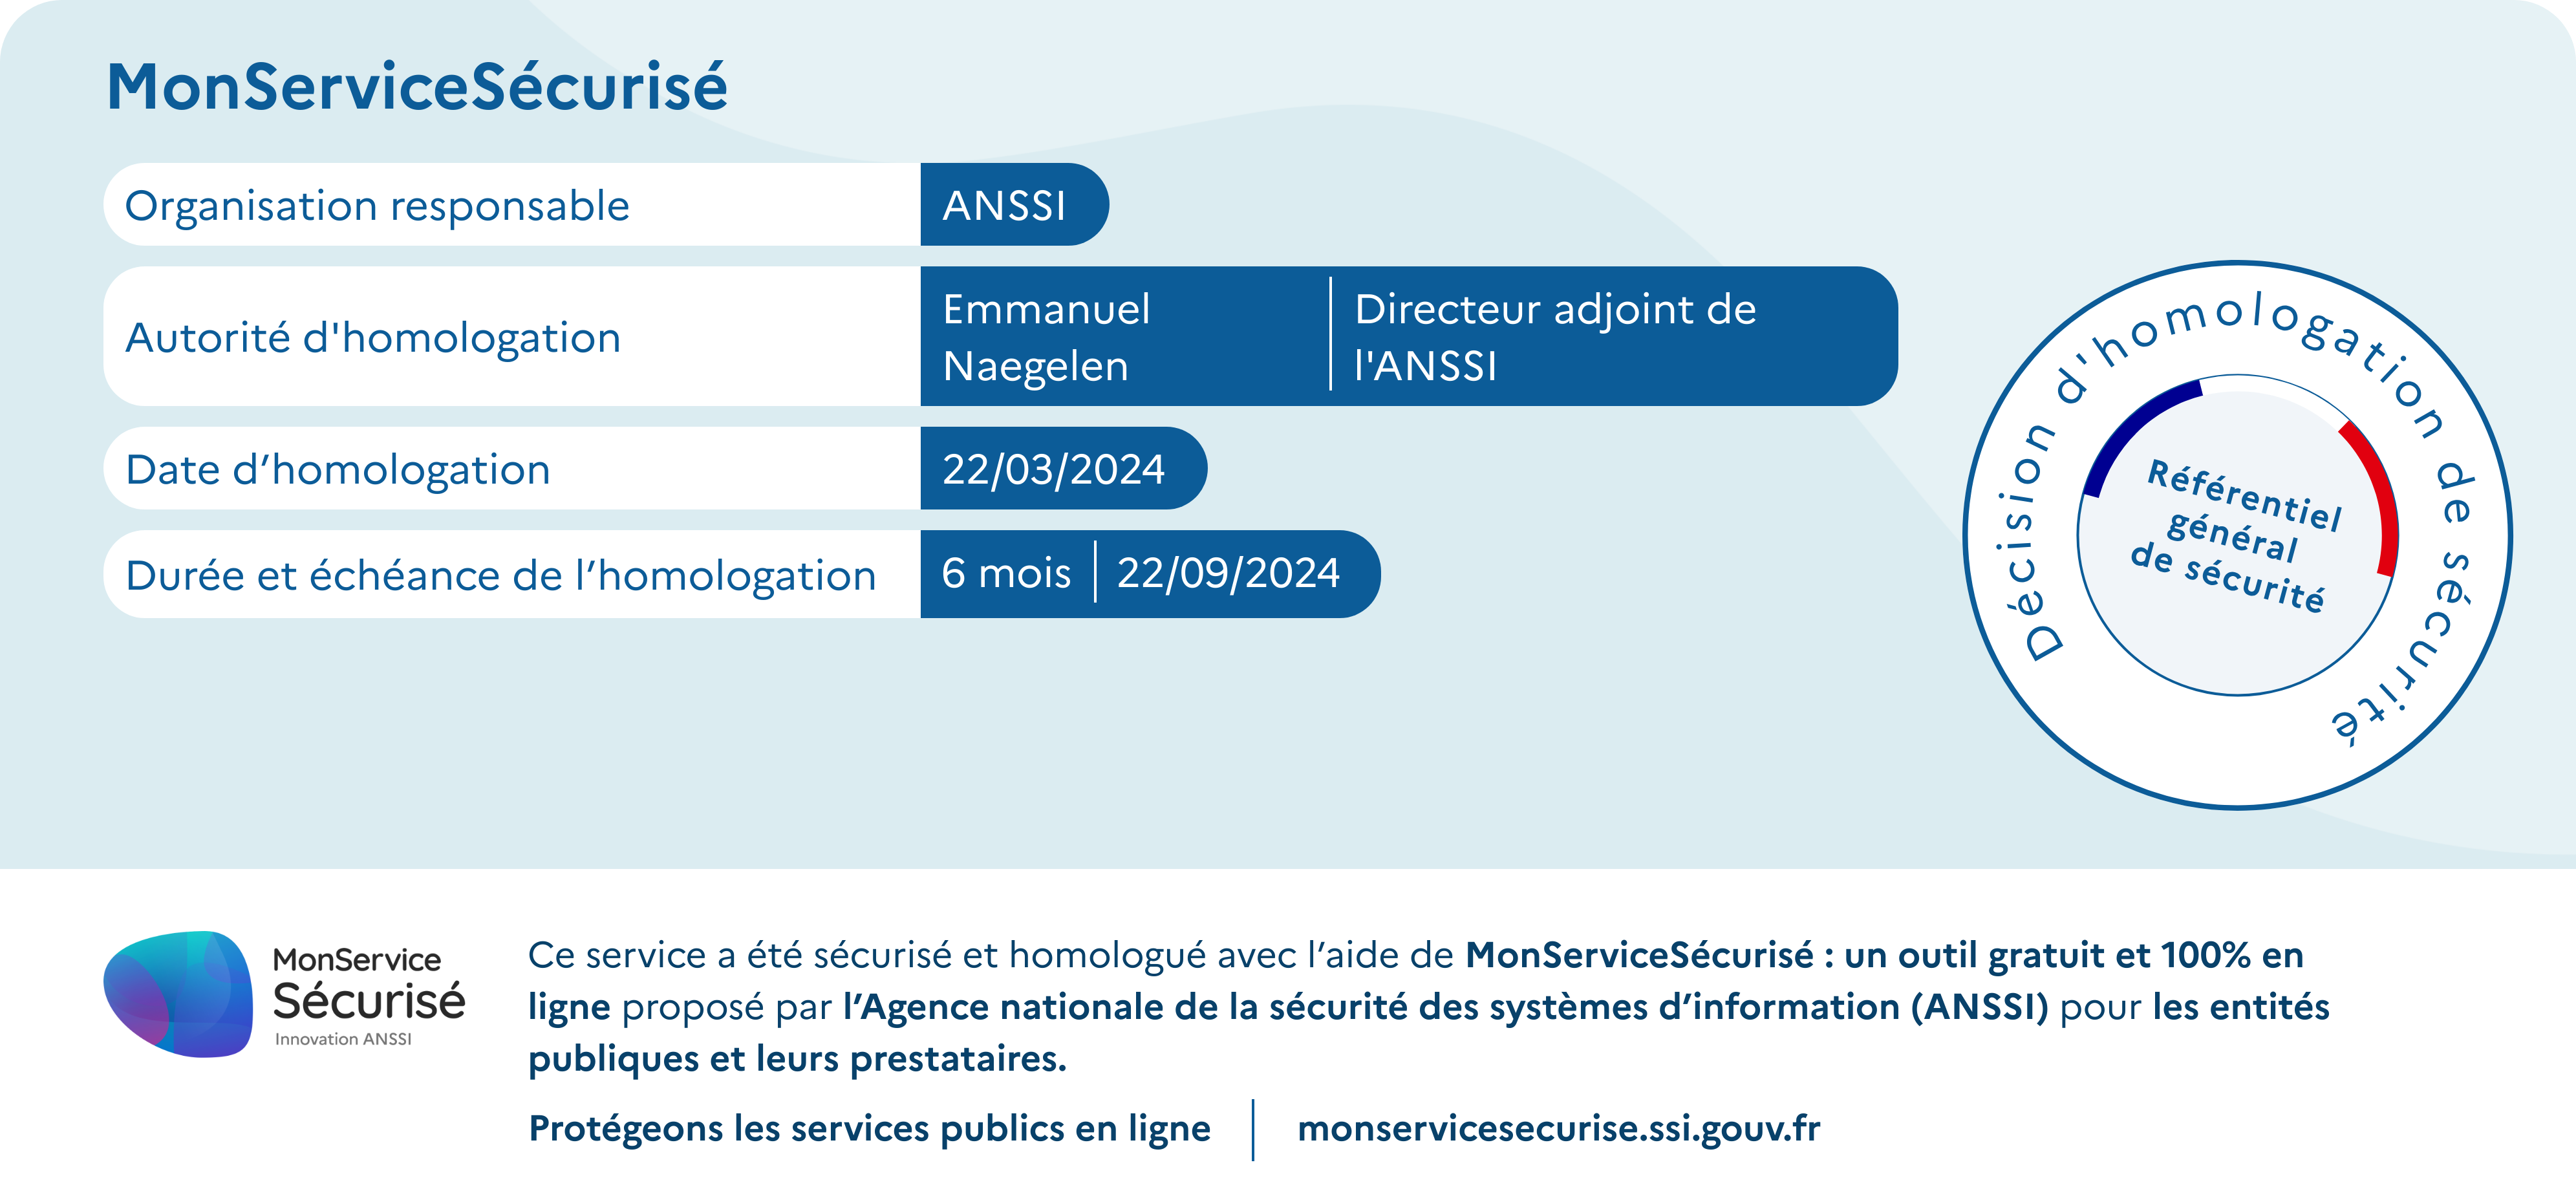 MonServiceSécurisé
Organisation responsable
ANSSI
Autorité d'homologation
Emmanuel
Naegelen
Directeur adjoint de
l'ANSSI
Date d’homologation
22/03/2024
Durée et échéance de l’homologation
6 mois
22/09/2024
Décision d'homologation de sécurité
Référentiel
général
de sécurité
MonService
Sécurisé
Innovation ANSSI
Ce service a été sécurisé et homologué avec l’aide de MonServiceSécurisé : un outil gratuit et 100% en
ligne proposé par l’Agence nationale de la sécurité des systèmes d’information (ANSSI) pour les entités
publiques et leurs prestataires.
Protégeons les services publics en ligne
monservicesecurise.ssi.gouv.fr